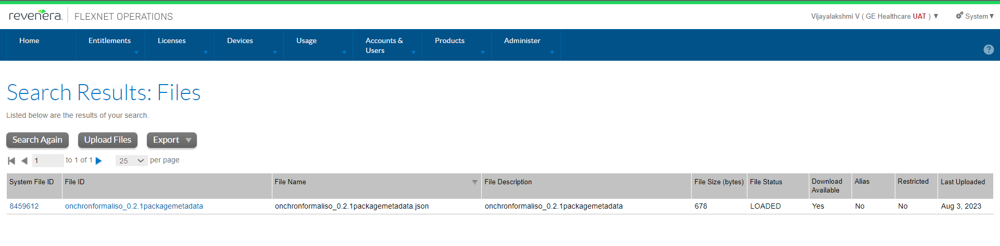 revenera
FLEXNET OPERATIONS
Vijayalakshmi V ( GE Healthcare UAT )
System
Home
Entitlements
Licenses
Devices
Usage
Accounts &
Users
Products
Administer
?
Search Results: Files
Listed below are the results of your search.
Search Again
Upload Files
Export
1 to 1 of 1
25 per page
System File ID
File ID
File Name
File Description
File Size (bytes)
File Status
Download
Available
Alias
Restricted
Last Uploaded
8459612
onchronformaliso_0.2.1packagemetadata
onchronformaliso_0.2.1packagemetadata.json
onchronformaliso_0.2.1packagemetadata
678
LOADED
Yes
No
No
Aug 3, 2023